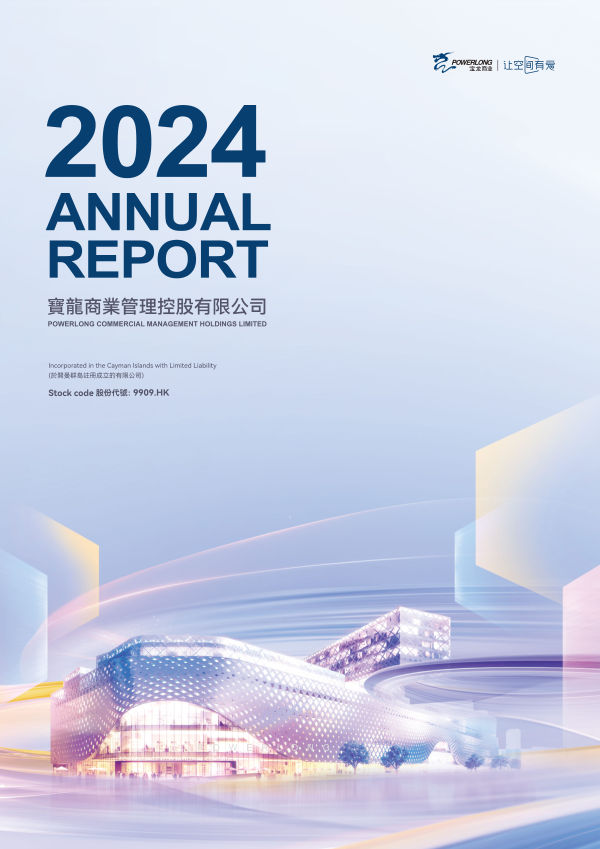 POWERLONG
宝龙商业
让空间有爱
2024
ANNUAL
REPORT
寶龍商業管理控股有限公司
POWERLONG COMMERCIAL MANAGEMENT HOLDINGS LIMITED
Incorporated in the Cayman Islands with Limited Liability
(於開曼群島註冊成立的有限公司)
Stock code 股份代號: 9909.HK